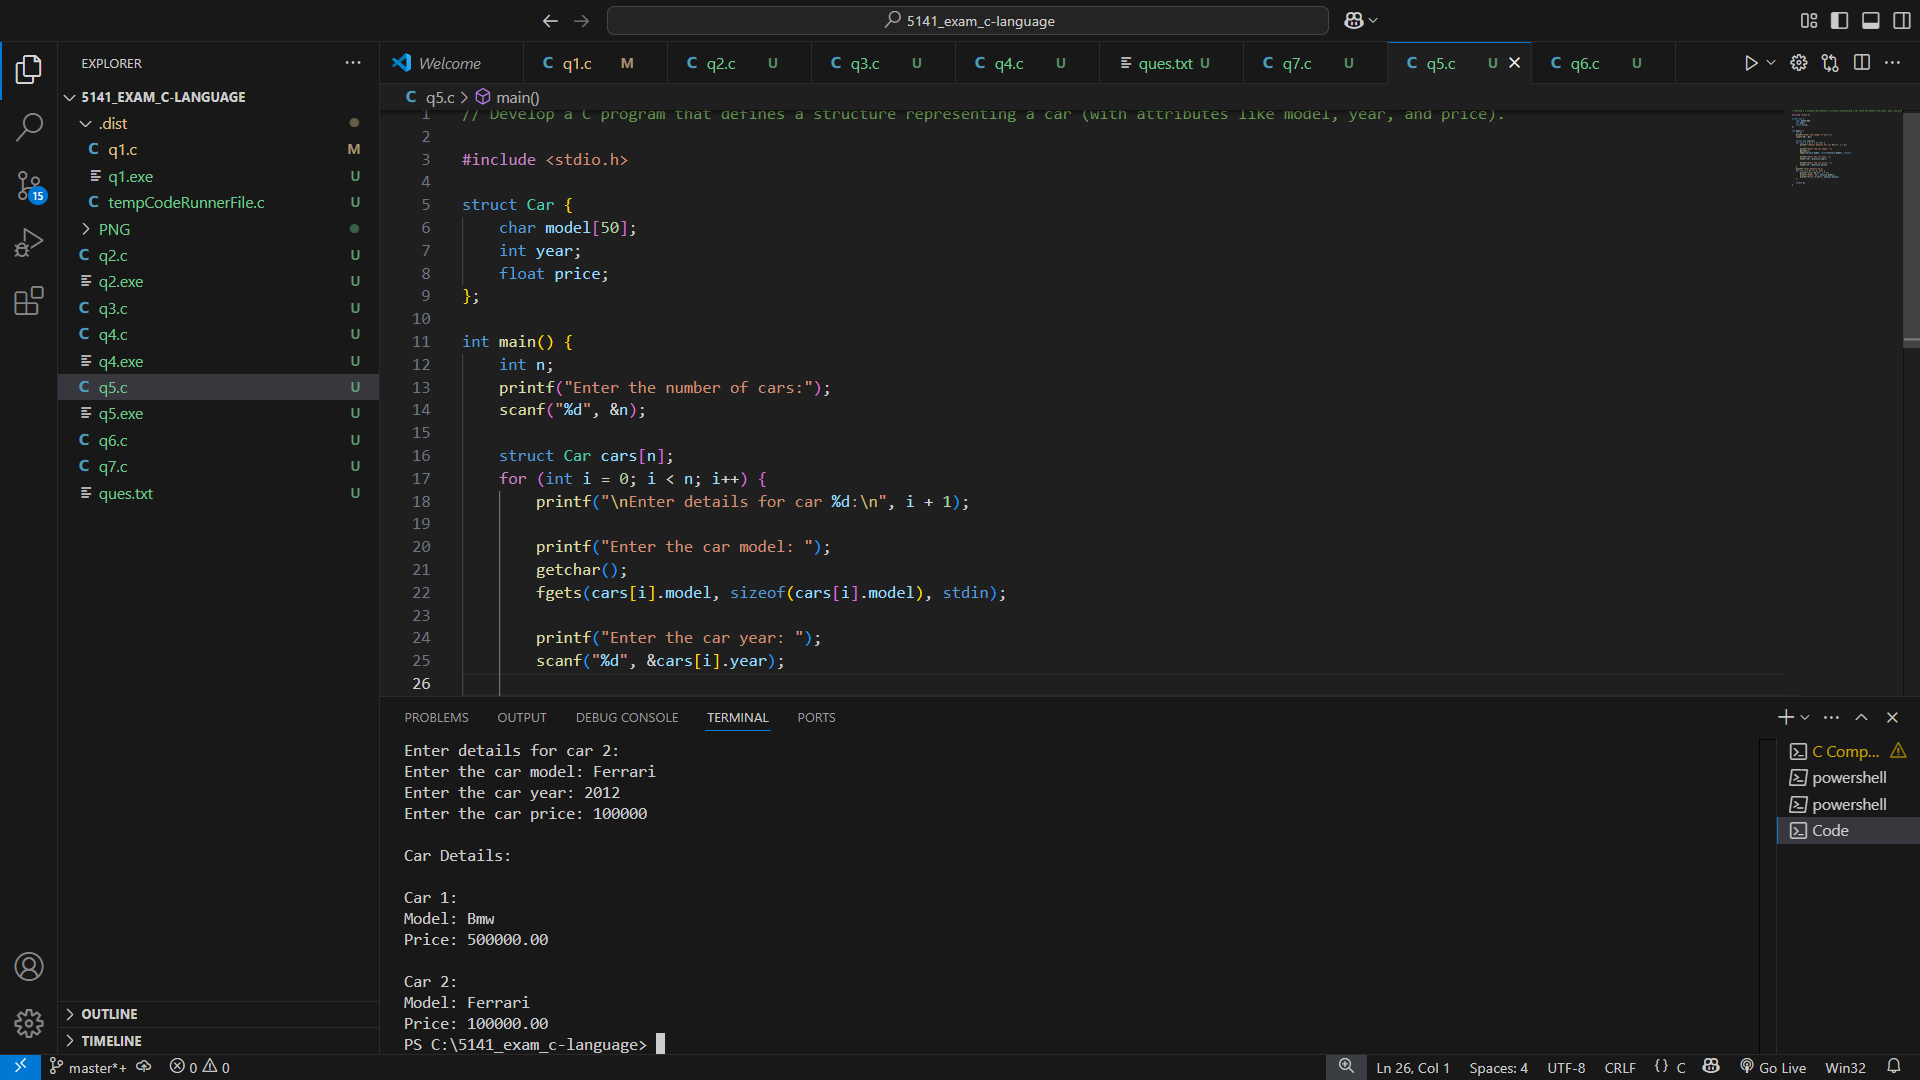 5141_exam_c-language
EXPLORER
5141_EXAM_C-LANGUAGE
.dist
q1.c M
q1.exe U
tempCodeRunnerFile.c U
PNG
q2.c U
q2.exe U
q3.c U
q4.c U
q4.exe U
q5.c U
q5.exe U
q6.c U
q7.c U
ques.txt U
OUTLINE
TIMELINE
15
Welcome C q1.c M C q2.c U C q3.c U C q4.c U ques.txt U C q7.c U C q5.c U C q6.c U
C q5.c > main()
1 // Develop a C program that defines a structure representing a car (with attributes like model, year, and price).
2
3 #include <stdio.h>
4
5 struct Car {
6 char model[50];
7 int year;
8 float price;
9 };
10
11 int main() {
12 int n;
13 printf("Enter the number of cars:");
14 scanf("%d", &n);
15
16 struct Car cars[n];
17 for (int i = 0; i < n; i++) {
18 printf("\nEnter details for car %d:\n", i + 1);
19
20 printf("Enter the car model: ");
21 getchar();
22 fgets(cars[i].model, sizeof(cars[i].model), stdin);
23
24 printf("Enter the car year: ");
25 scanf("%d", &cars[i].year);
26
PROBLEMS OUTPUT DEBUG CONSOLE TERMINAL PORTS
Enter details for car 2:
Enter the car model: Ferrari
Enter the car year: 2012
Enter the car price: 100000
Car Details:
Car 1:
Model: Bmw
Price: 500000.00
Car 2:
Model: Ferrari
Price: 100000.00
PS C:\5141_exam_c-language>
C Comp...
powershell
powershell
Code
master*+ 0 0 Ln 26, Col 1 Spaces: 4 UTF-8 CRLF {} C Go Live Win32